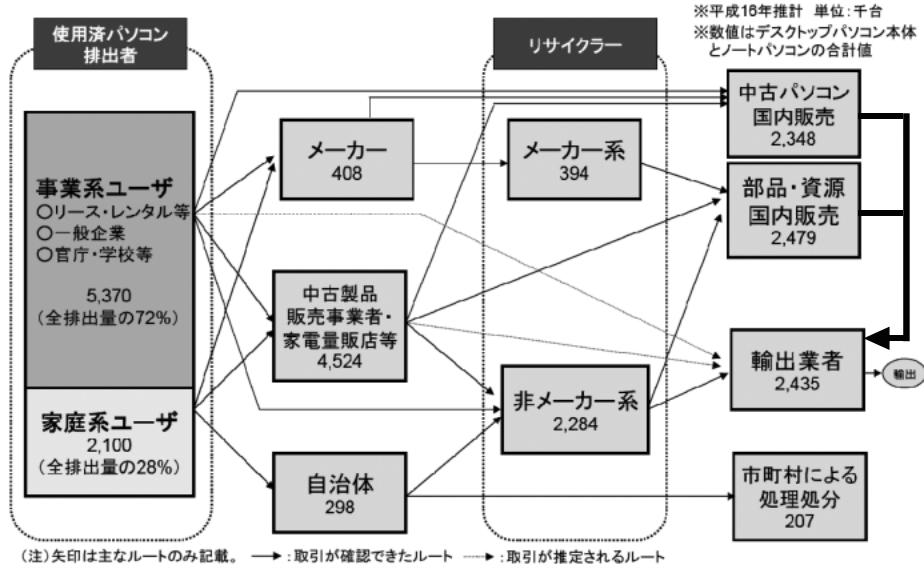 ※平成16年推計 単位：千台
※数値はデスクトップパソコン本体
とノートパソコンの合計値
使用済パソコン
排出者
リサイクラー
事業系ユーザ
○リース・レンタル等
○一般企業
○官庁・学校等
5,370
(全排出量の72%)
家庭系ユーザ
2,100
(全排出量の28%)
メーカー
408
中古製品
販売事業者・
家電量販店等
4,524
自治体
298
メーカー系
394
非メーカー系
2,284
中古パソコン
国内販売
2,348
部品・資源
国内販売
2,479
輸出業者
2,435
輸出
市町村による
処理処分
207
(注)矢印は主なルートのみ記載。 ：取引が確認できたルート ：取引が推定されるルート